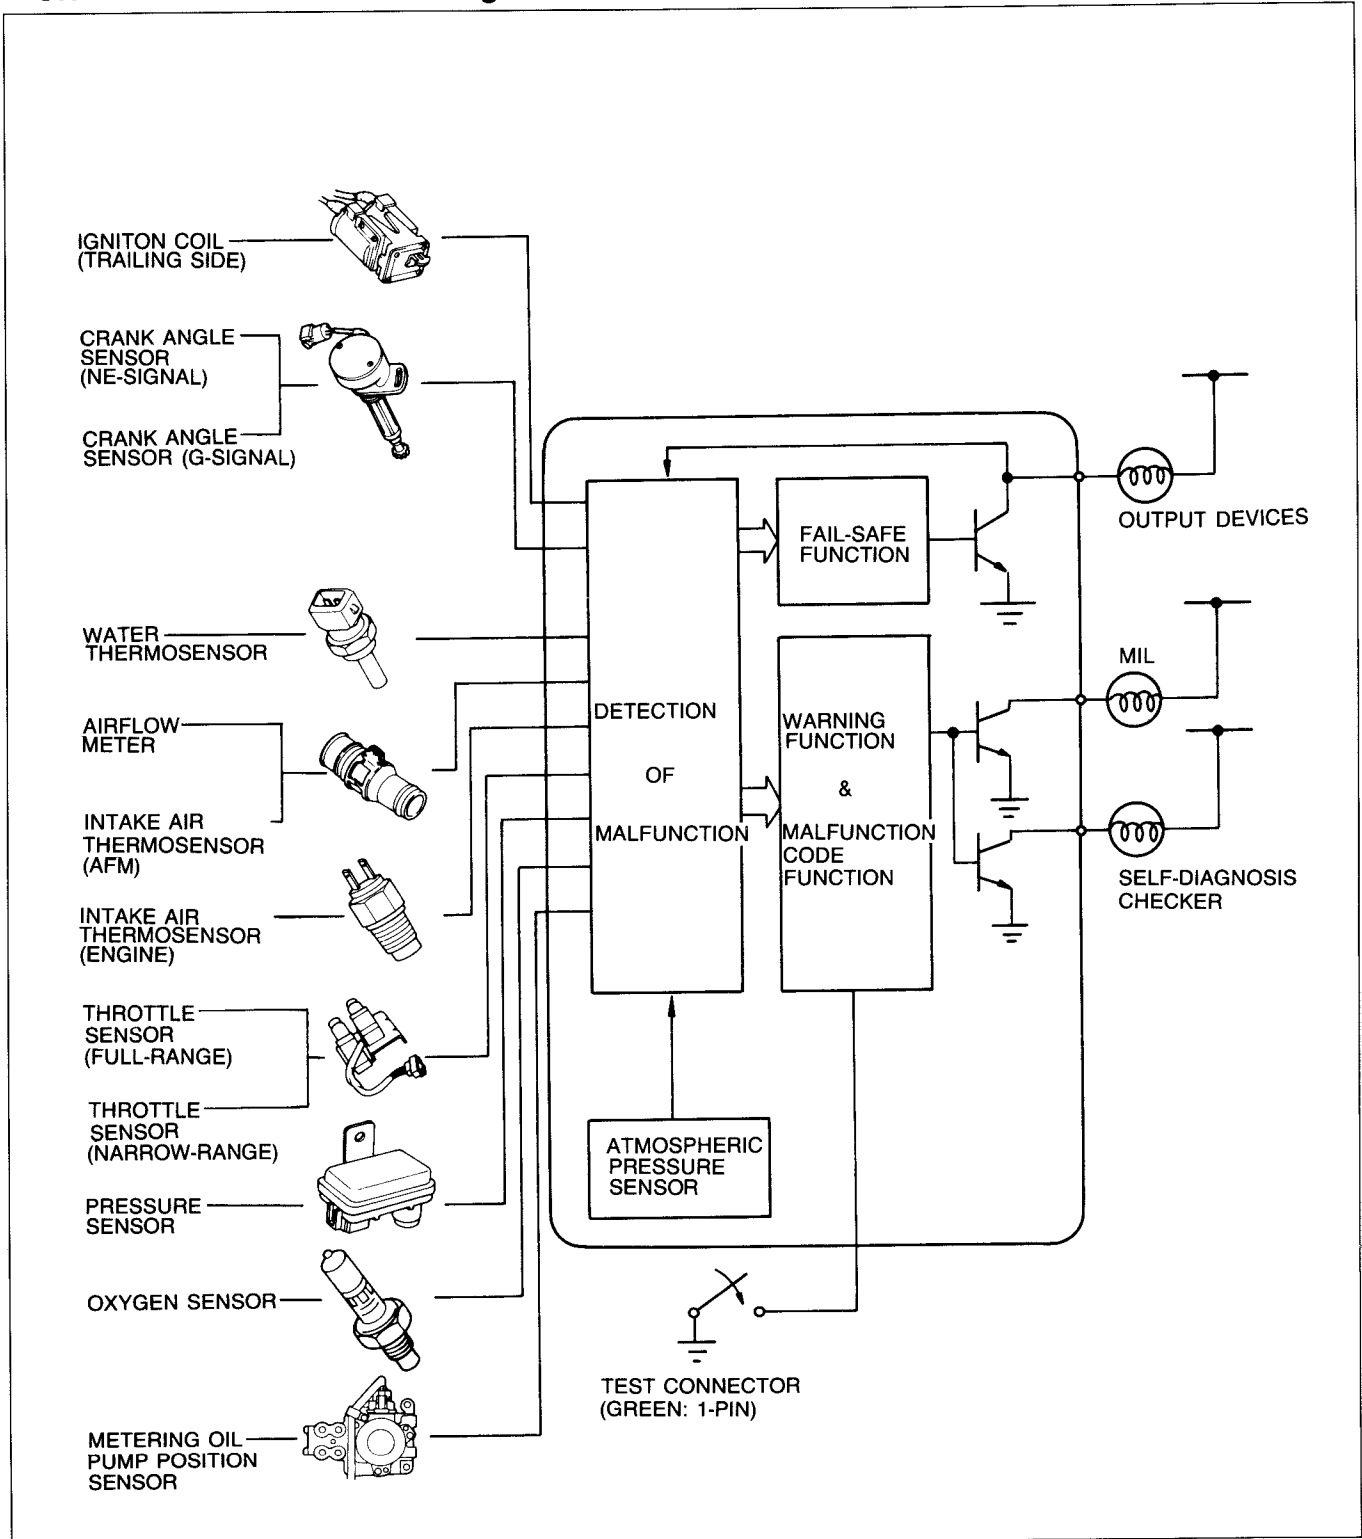 IGNITON COIL
(TRAILING SIDE)
CRANK ANGLE
SENSOR
(NE-SIGNAL)
CRANK ANGLE
SENSOR (G-SIGNAL)
WATER
THERMOSENSOR
AIRFLOW
METER
INTAKE AIR
THERMOSENSOR
(AFM)
INTAKE AIR
THERMOSENSOR
(ENGINE)
THROTTLE
SENSOR
(FULL-RANGE)
THROTTLE
SENSOR
(NARROW-RANGE)
PRESSURE
SENSOR
OXYGEN SENSOR
METERING OIL
PUMP POSITION
SENSOR
DETECTION
OF
MALFUNCTION
FAIL-SAFE
FUNCTION
WARNING
FUNCTION
&
MALFUNCTION
CODE
FUNCTION
ATMOSPHERIC
PRESSURE
SENSOR
OUTPUT DEVICES
MIL
SELF-DIAGNOSIS
CHECKER
TEST CONNECTOR
(GREEN: 1-PIN)